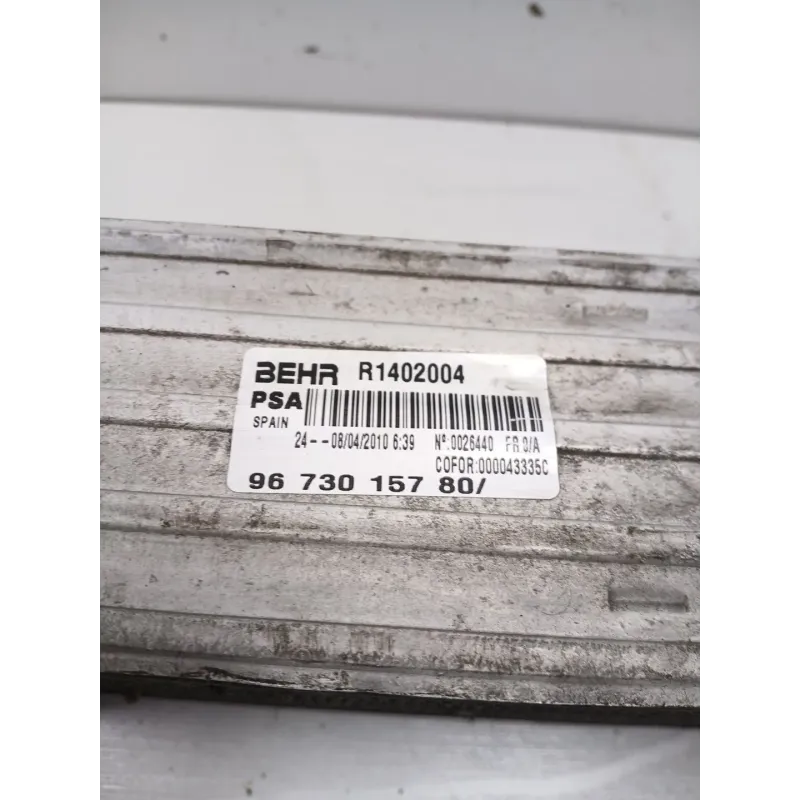 BEHR R1402004
PSA
SPAIN
24-- -08/04/2010 6:39 Nº:0026440 FR 0/A
COFOR:000043335C
96 730 157 80/